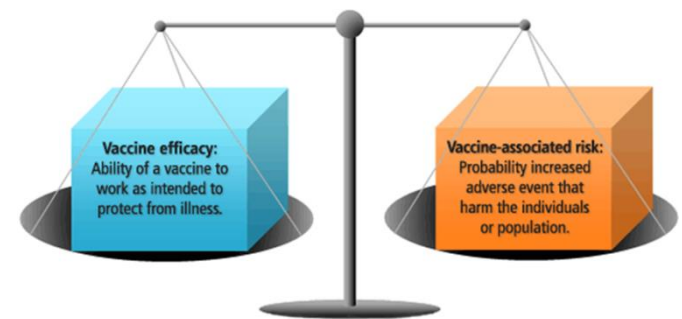 Vaccine efficacy:
Ability of a vaccine to
work as intended to
protect from illness.
Vaccine-associated risk:
Probability increased
adverse event that
harm the individuals
or population.